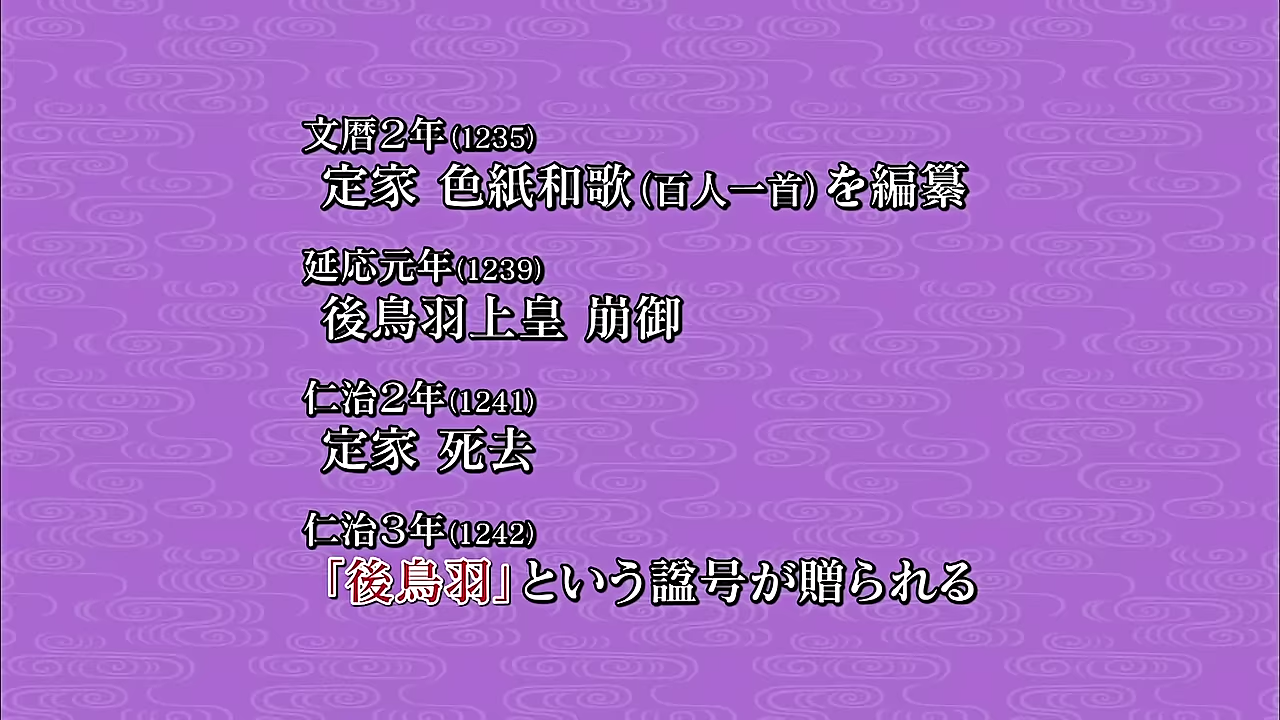 文暦２年(1235)
定家 色紙和歌(百人一首)を編纂
延応元年(1239)
後鳥羽上皇 崩御
仁治２年(1241)
定家 死去
仁治３年(1242)
「後鳥羽」という諡号が贈られる